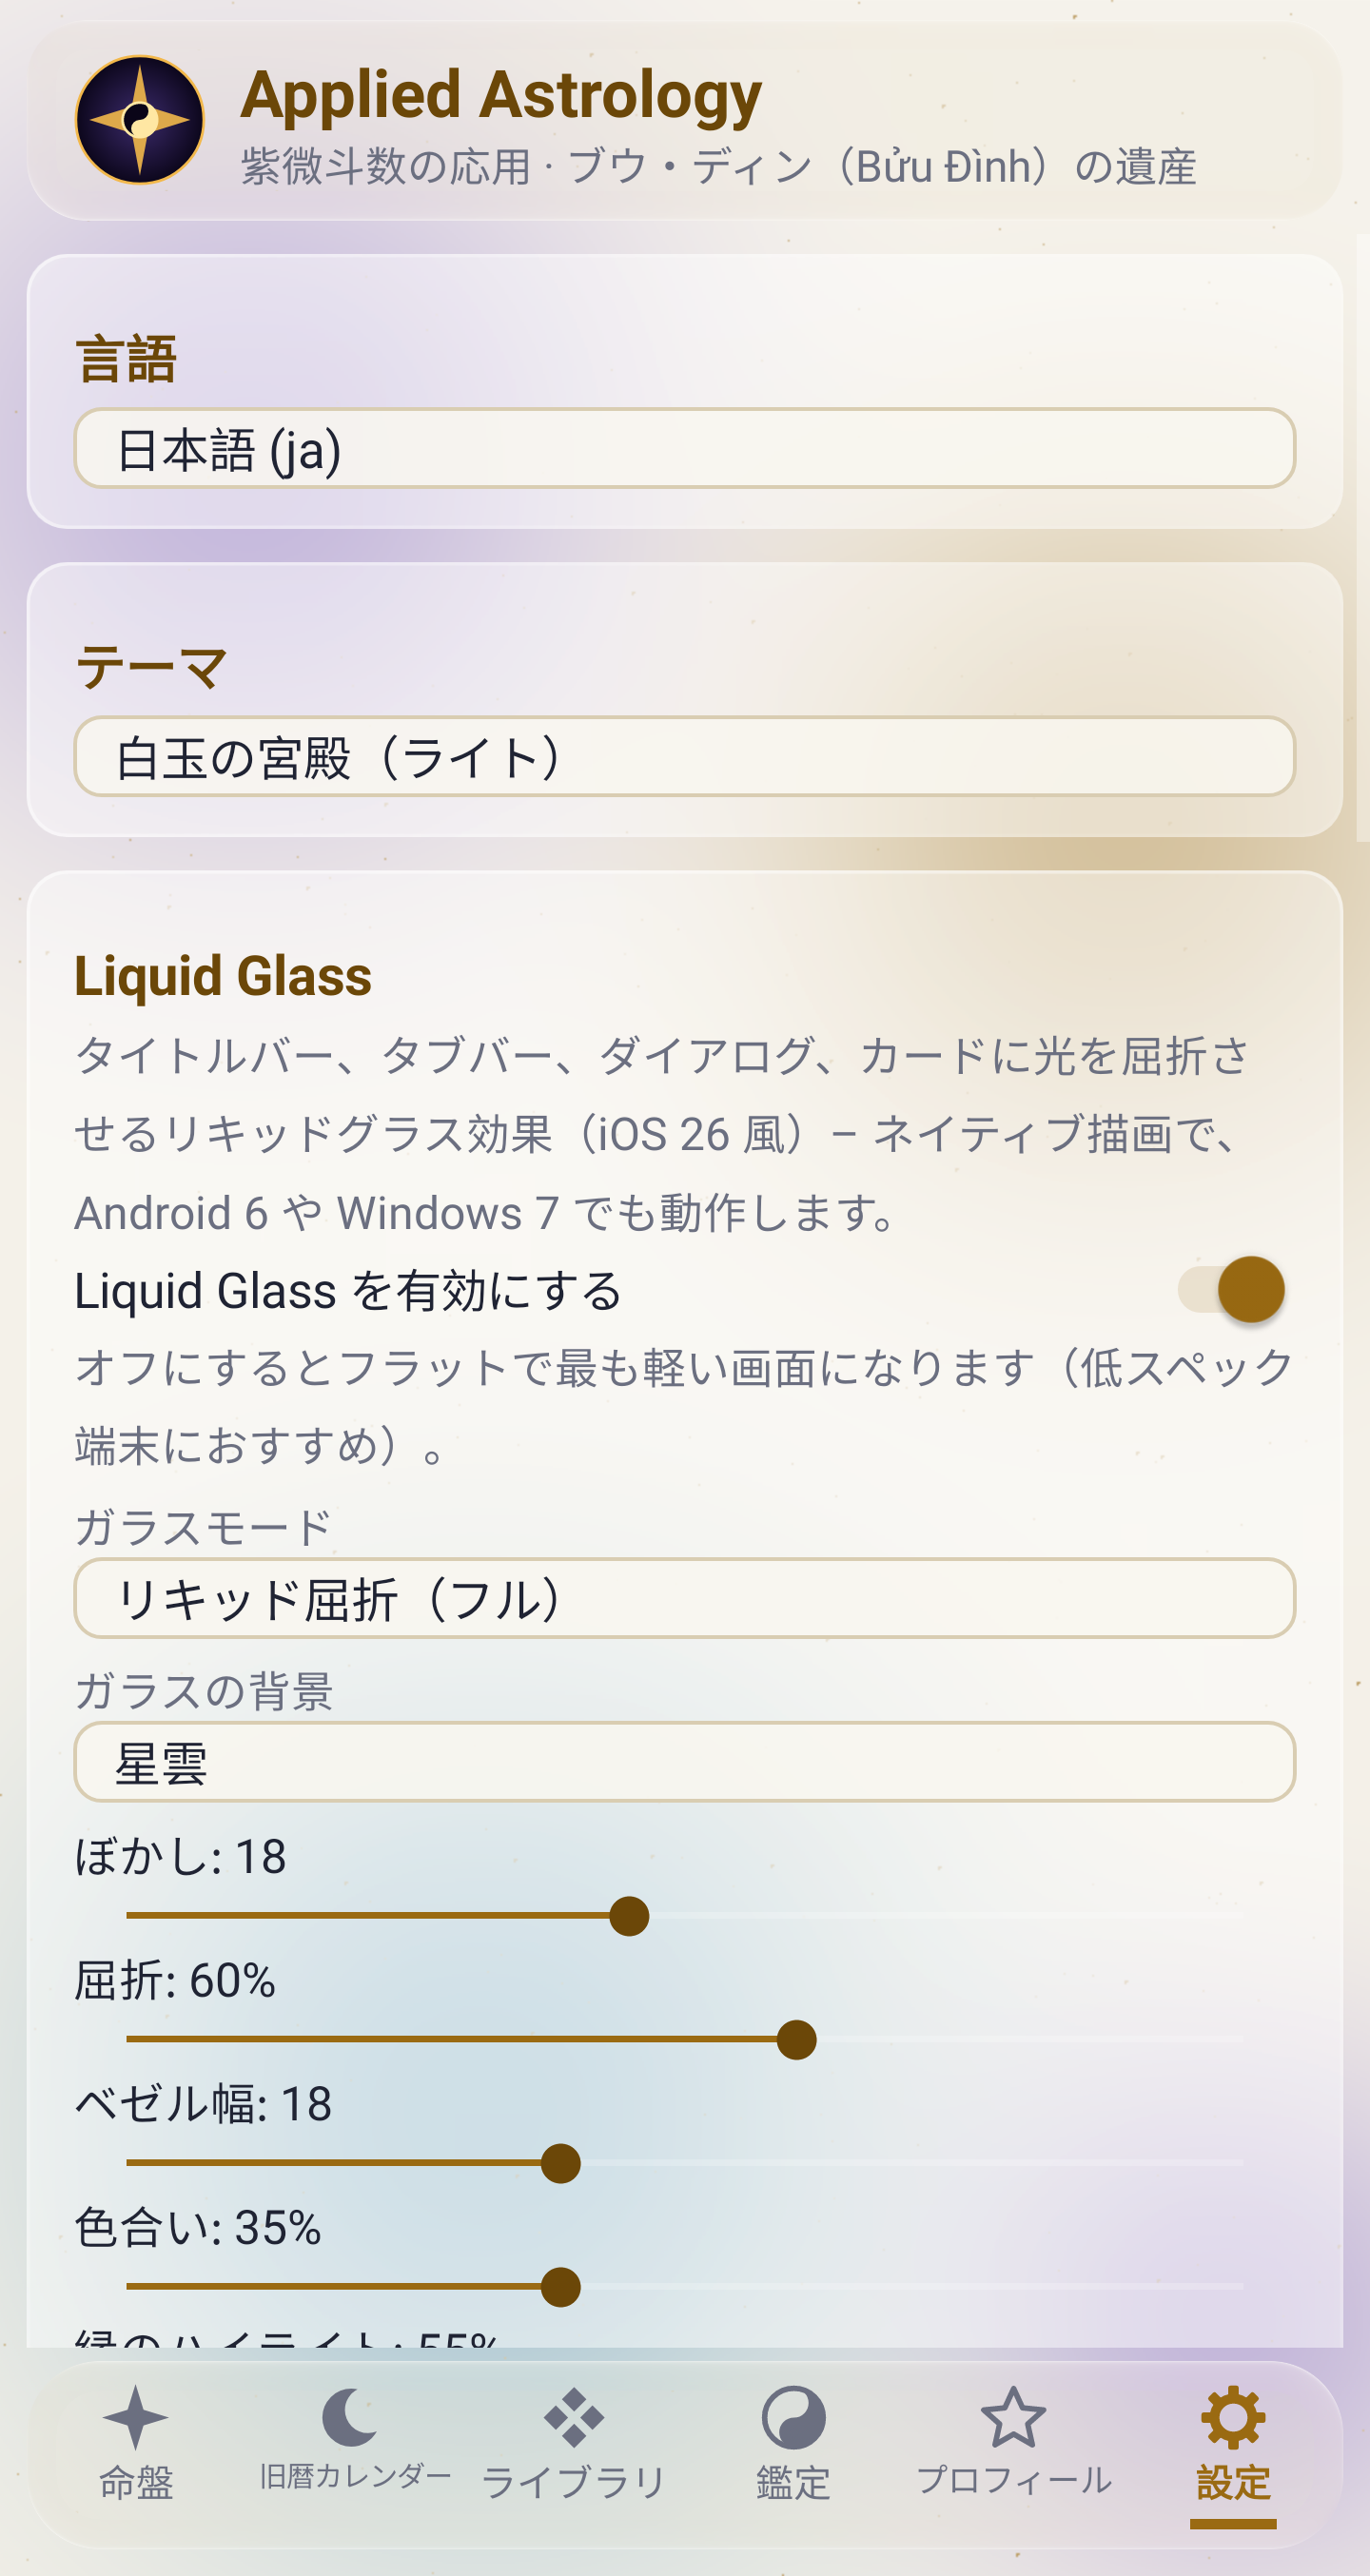 Applied Astrology
紫微斗数の応用 · ブウ・ディン（Bửu Đình）の遺産
言語
日本語 (ja)
テーマ
白玉の宮殿（ライト）
Liquid Glass
タイトルバー、タブバー、ダイアログ、カードに光を屈折さ
せるリキッドグラス効果（iOS 26 風）– ネイティブ描画で、
Android 6 や Windows 7 でも動作します。
Liquid Glass を有効にする
オフにするとフラットで最も軽い画面になります（低スペック
端末におすすめ）。
ガラスモード
リキッド屈折（フル）
ガラスの背景
星雲
ぼかし: 18
屈折: 60%
ベゼル幅: 18
色合い: 35%
縁のハイライト: 55%
命盤
旧暦カレンダー
ライブラリ
鑑定
プロフィール
設定